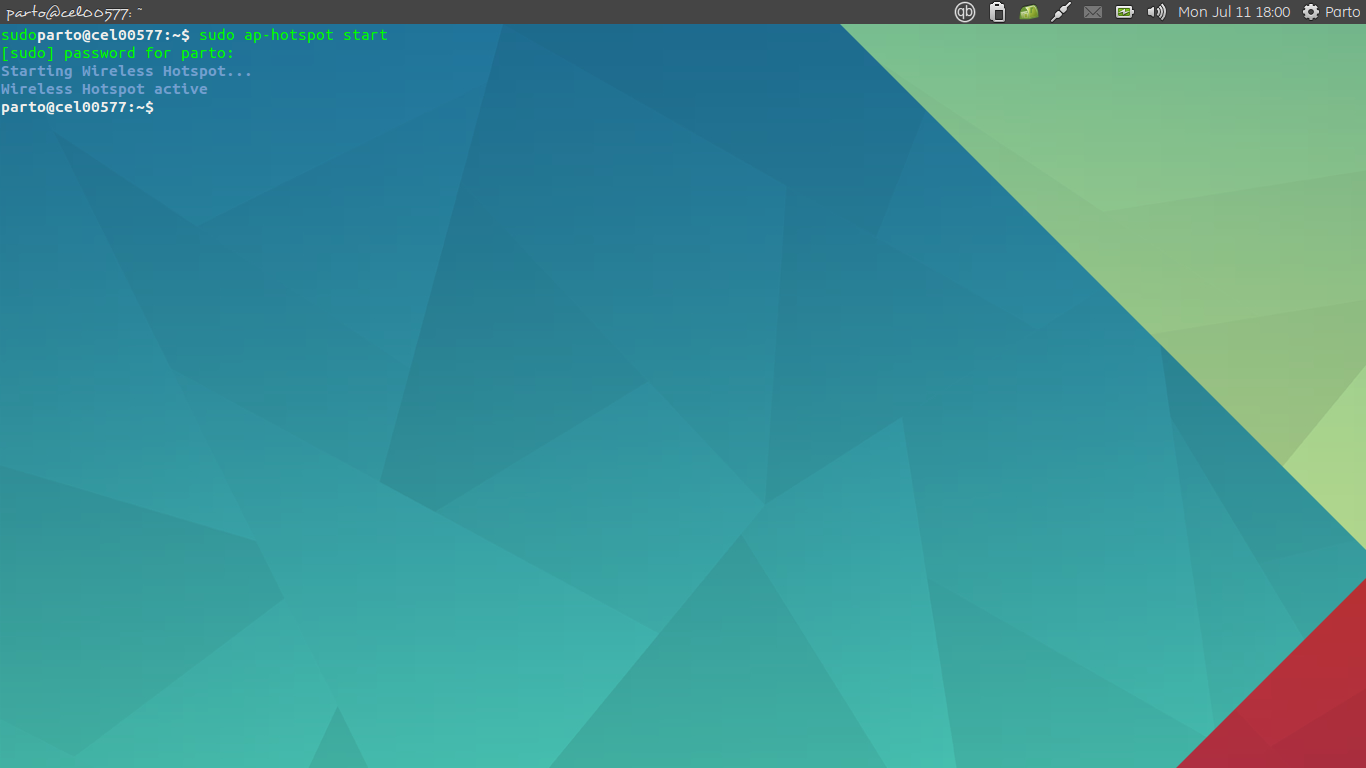 parto@cel00577: ~
qb
Mon Jul 11 18:00
Parto
sudoparto@cel00577:~$ sudo ap-hotspot start
[sudo] password for parto:
Starting Wireless Hotspot...
Wireless Hotspot active
parto@cel00577:~$